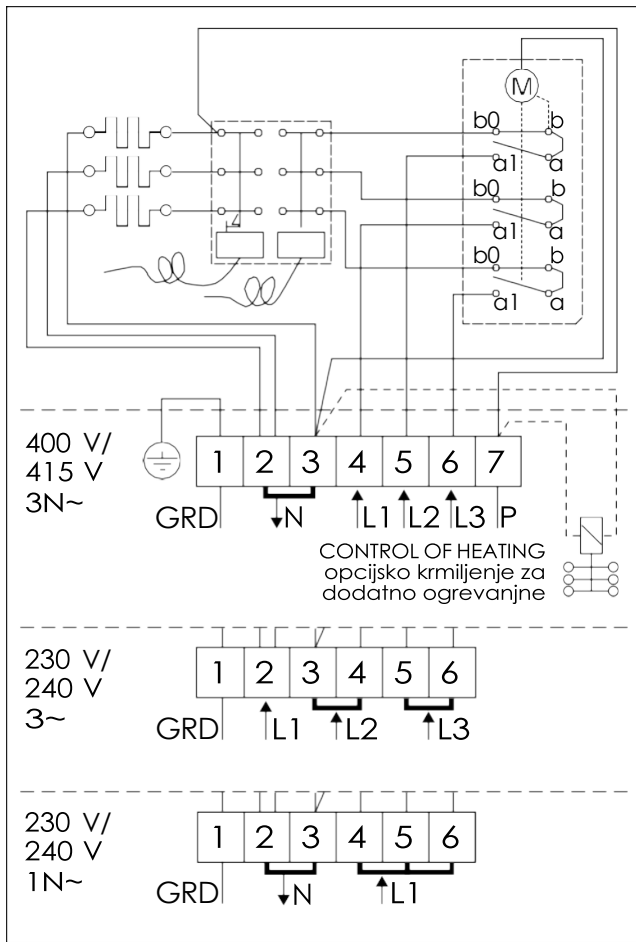 M
b0 b
a1 a
b0 b
a1 a
b0 b
a1 a
400 V/
415 V
3N~
1 2 3 4 5 6 7
GRD N L1 L2 L3 P
CONTROL OF HEATING
opcijsko krmiljenje za
dodatno ogrevanjne
230 V/
240 V
3~
1 2 3 4 5 6
GRD L1 L2 L3
230 V/
240 V
1N~
1 2 3 4 5 6
GRD N L1